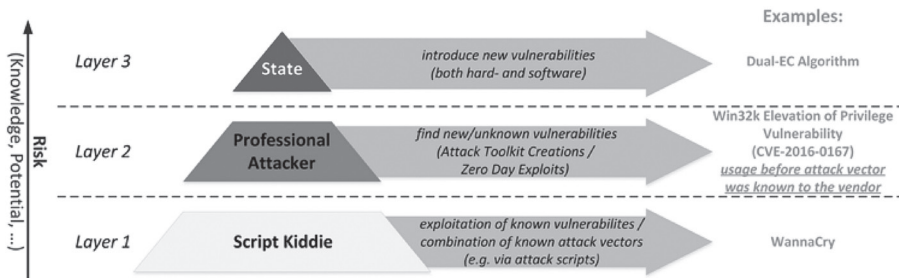 Examples:
Layer 3
State
introduce new vulnerabilities
(both hard- and software)
Dual-EC Algorithm
Risk
(Knowledge, Potential, ...)
Layer 2
Professional
Attacker
find new/unknown vulnerabilities
(Attack Toolkit Creations /
Zero Day Exploits)
Win32k Elevation of Privilege
Vulnerability
(CVE-2016-0167)
usage before attack vector
was known to the vendor
Layer 1
Script Kiddie
exploitation of known vulnerabilites /
combination of known attack vectors
(e.g. via attack scripts)
WannaCry